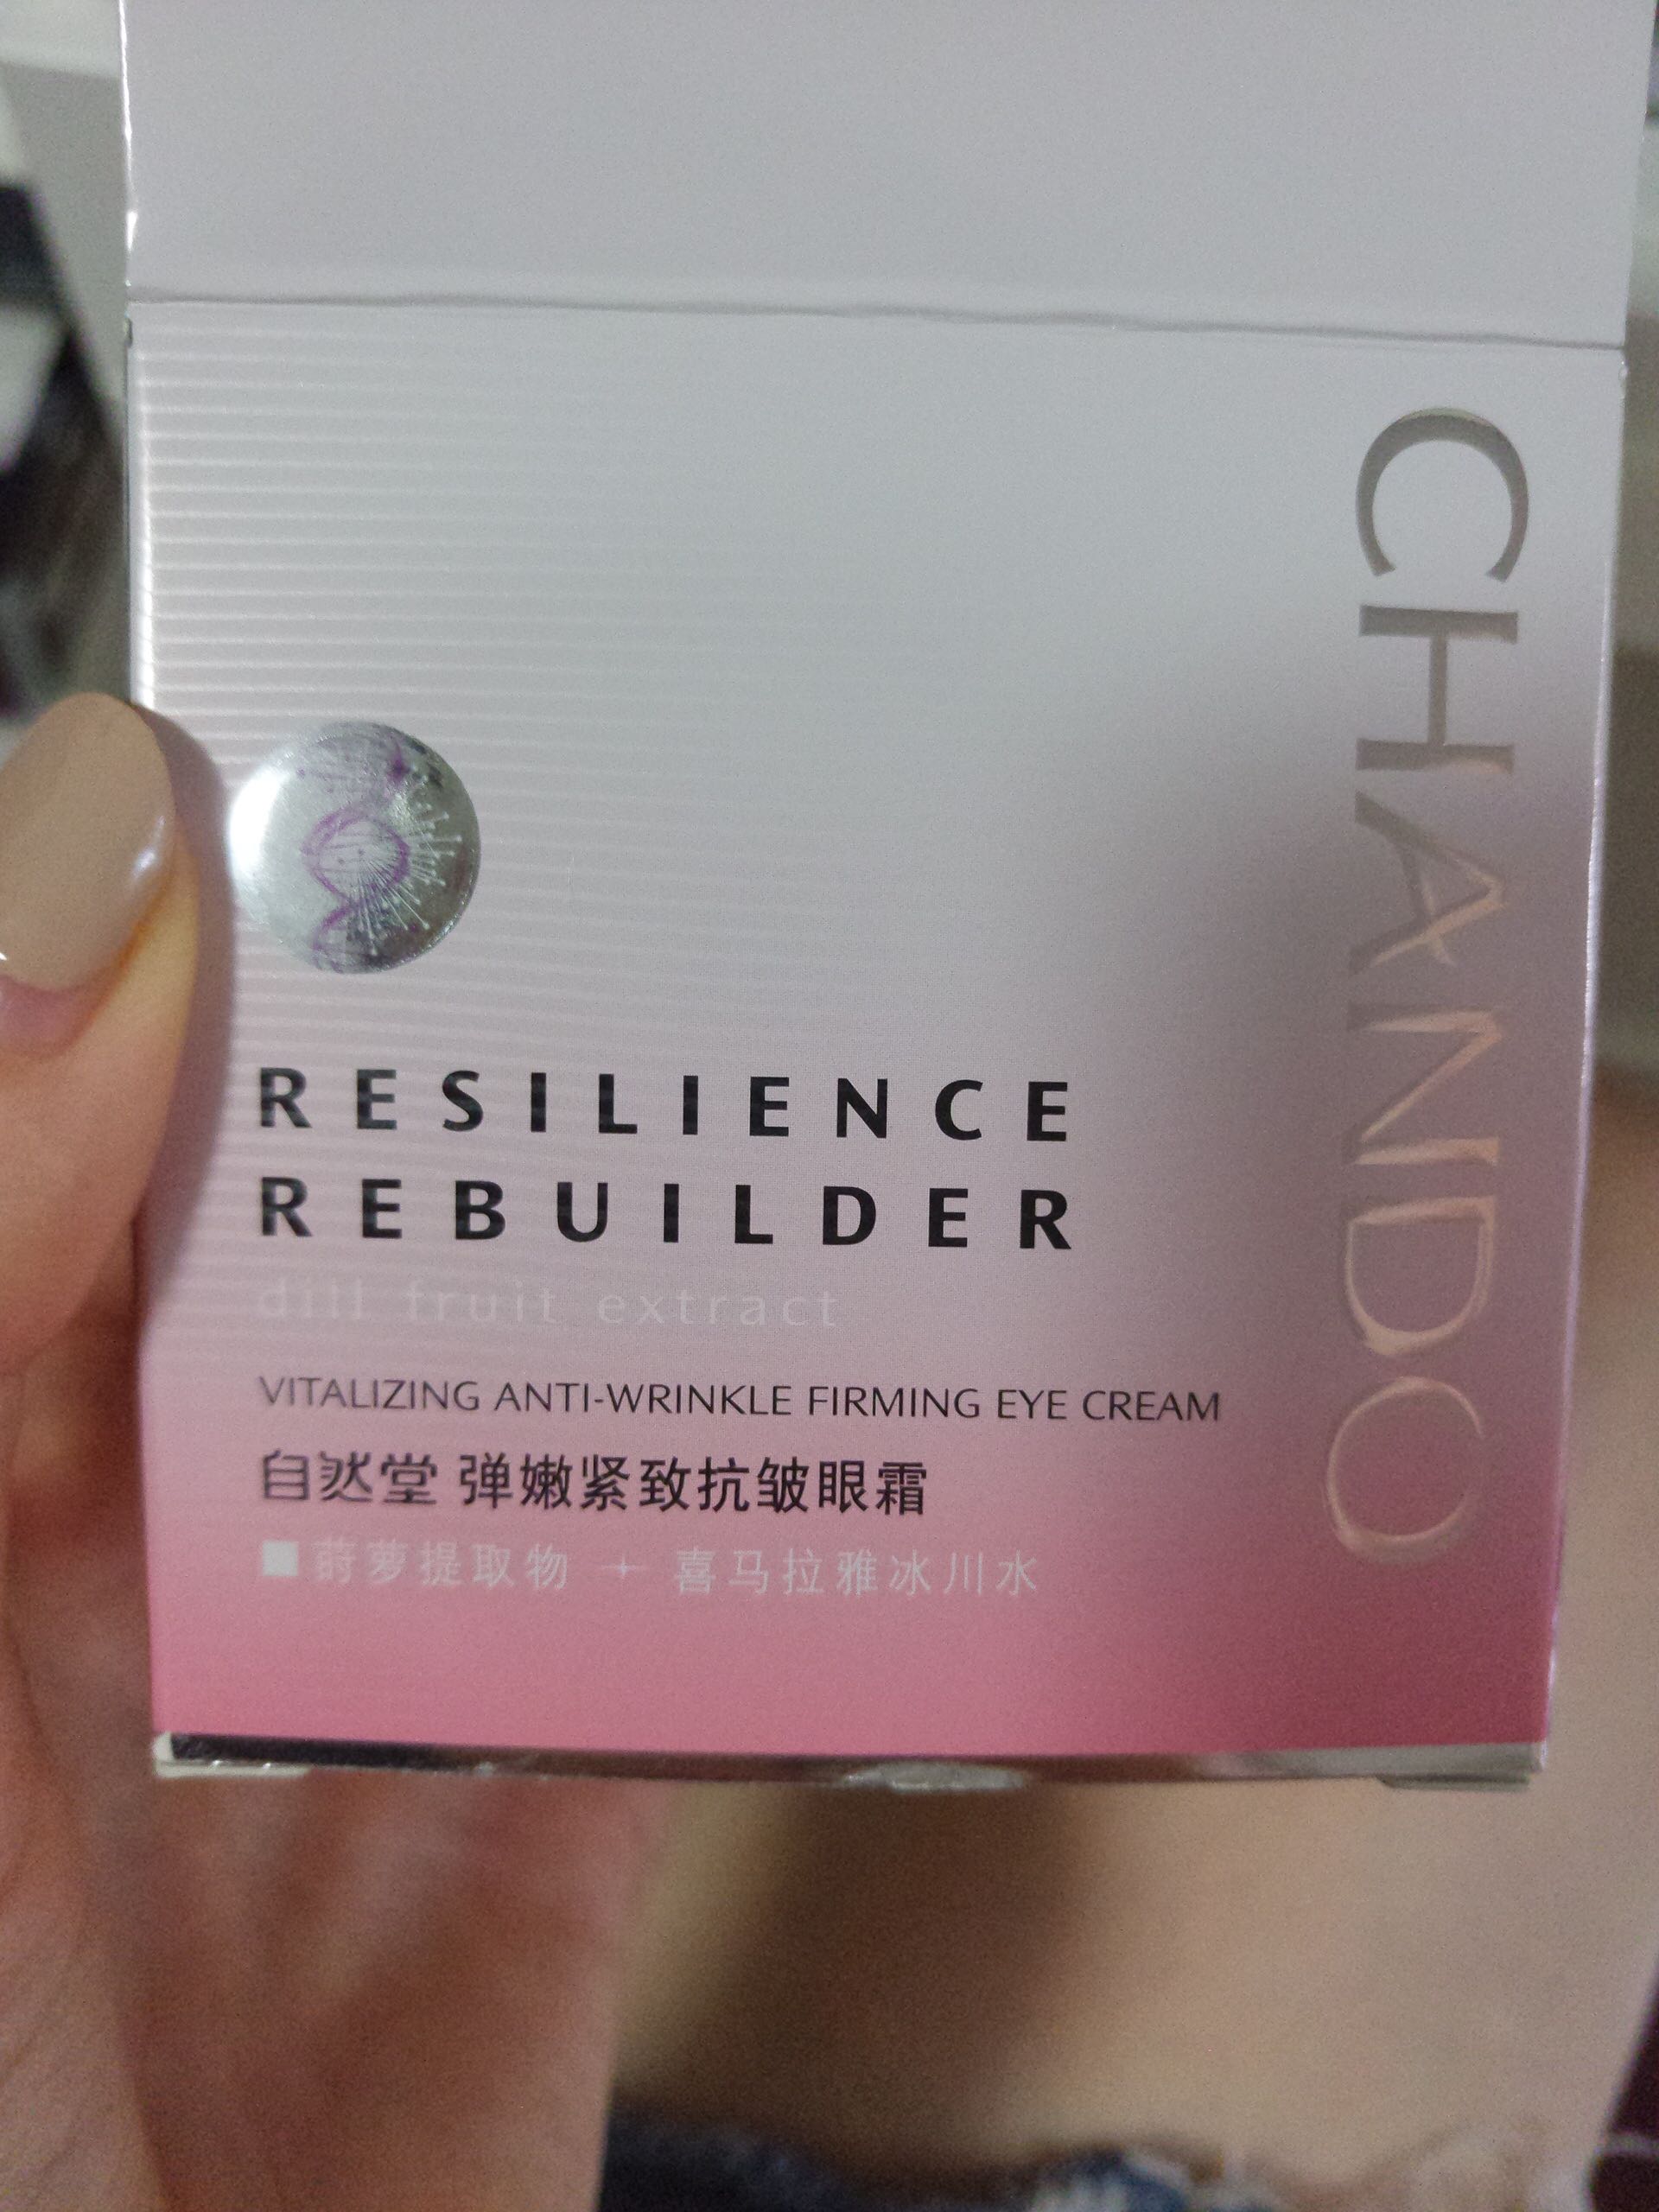 CHANDO
RESILIENCE
REBUILDER
dill fruit extract
VITALIZING ANTI-WRINKLE FIRMING EYE CREAM
自然堂 弹嫩紧致抗皱眼霜
■莳萝提取物 + 喜马拉雅冰川水